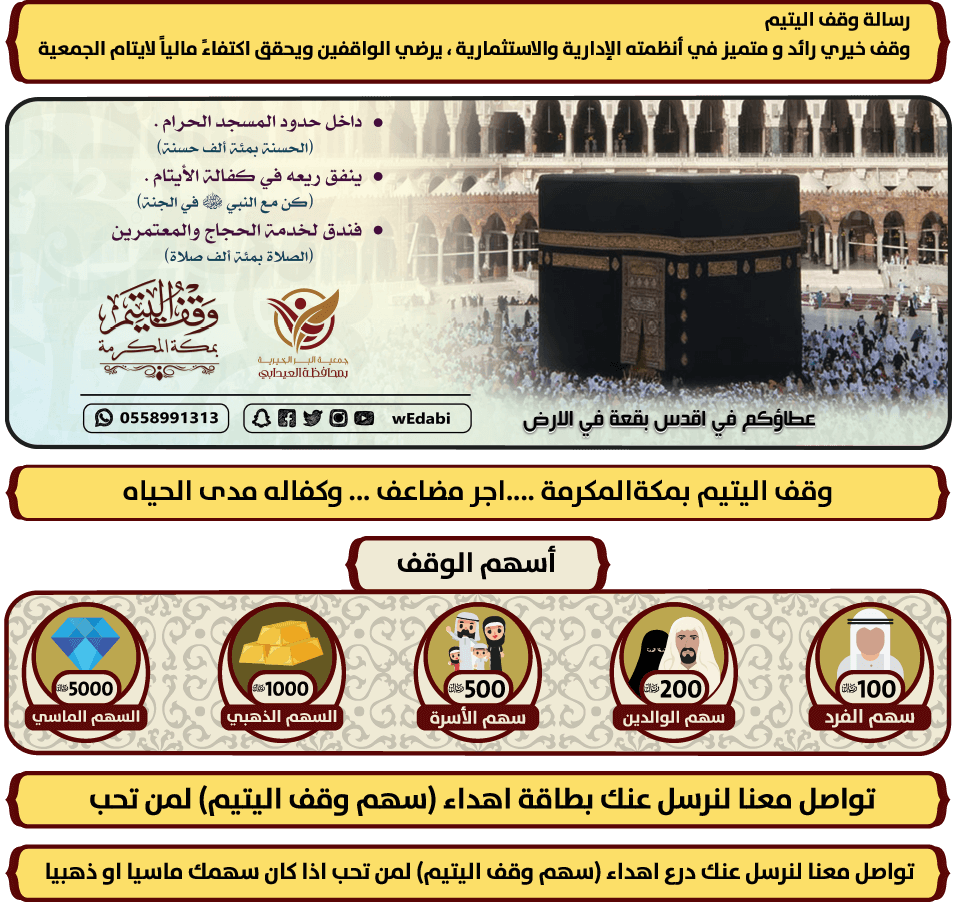 رسالة وقف اليتيم
وقف خيري رائد و متميز في أنظمته الإدارية والاستثمارية ، يرضي الواقفين ويحقق اكتفاءً مالياً لايتام الجمعية
• داخل حدود المسجد الحرام .
(الحسنة بمئة ألف حسنة)
• ينفق ريعه في كفالة الأيتام .
(كن مع النبي ﷺ في الجنة)
• فندق لخدمة الحجاج والمعتمرين
(الصلاة بمئة ألف صلاة)
وقف اليتيم
بمكة المكرمة
جمعية البر الخيرية
بمحافظة العيدابي
0558991313
wEdabi
عطاؤكم في اقدس بقعة في الارض
وقف اليتيم بمكةالمكرمة ....اجر مضاعف ... وكفاله مدى الحياه
أسهم الوقف
100 ريال
سهم الفرد
200 ريال
سهم الوالدين
500 ريال
سهم الأسرة
1000 ريال
السهم الذهبي
5000 ريال
السهم الماسي
تواصل معنا لنرسل عنك بطاقة اهداء (سهم وقف اليتيم) لمن تحب
تواصل معنا لنرسل عنك درع اهداء (سهم وقف اليتيم) لمن تحب اذا كان سهمك ماسيا او ذهبيا